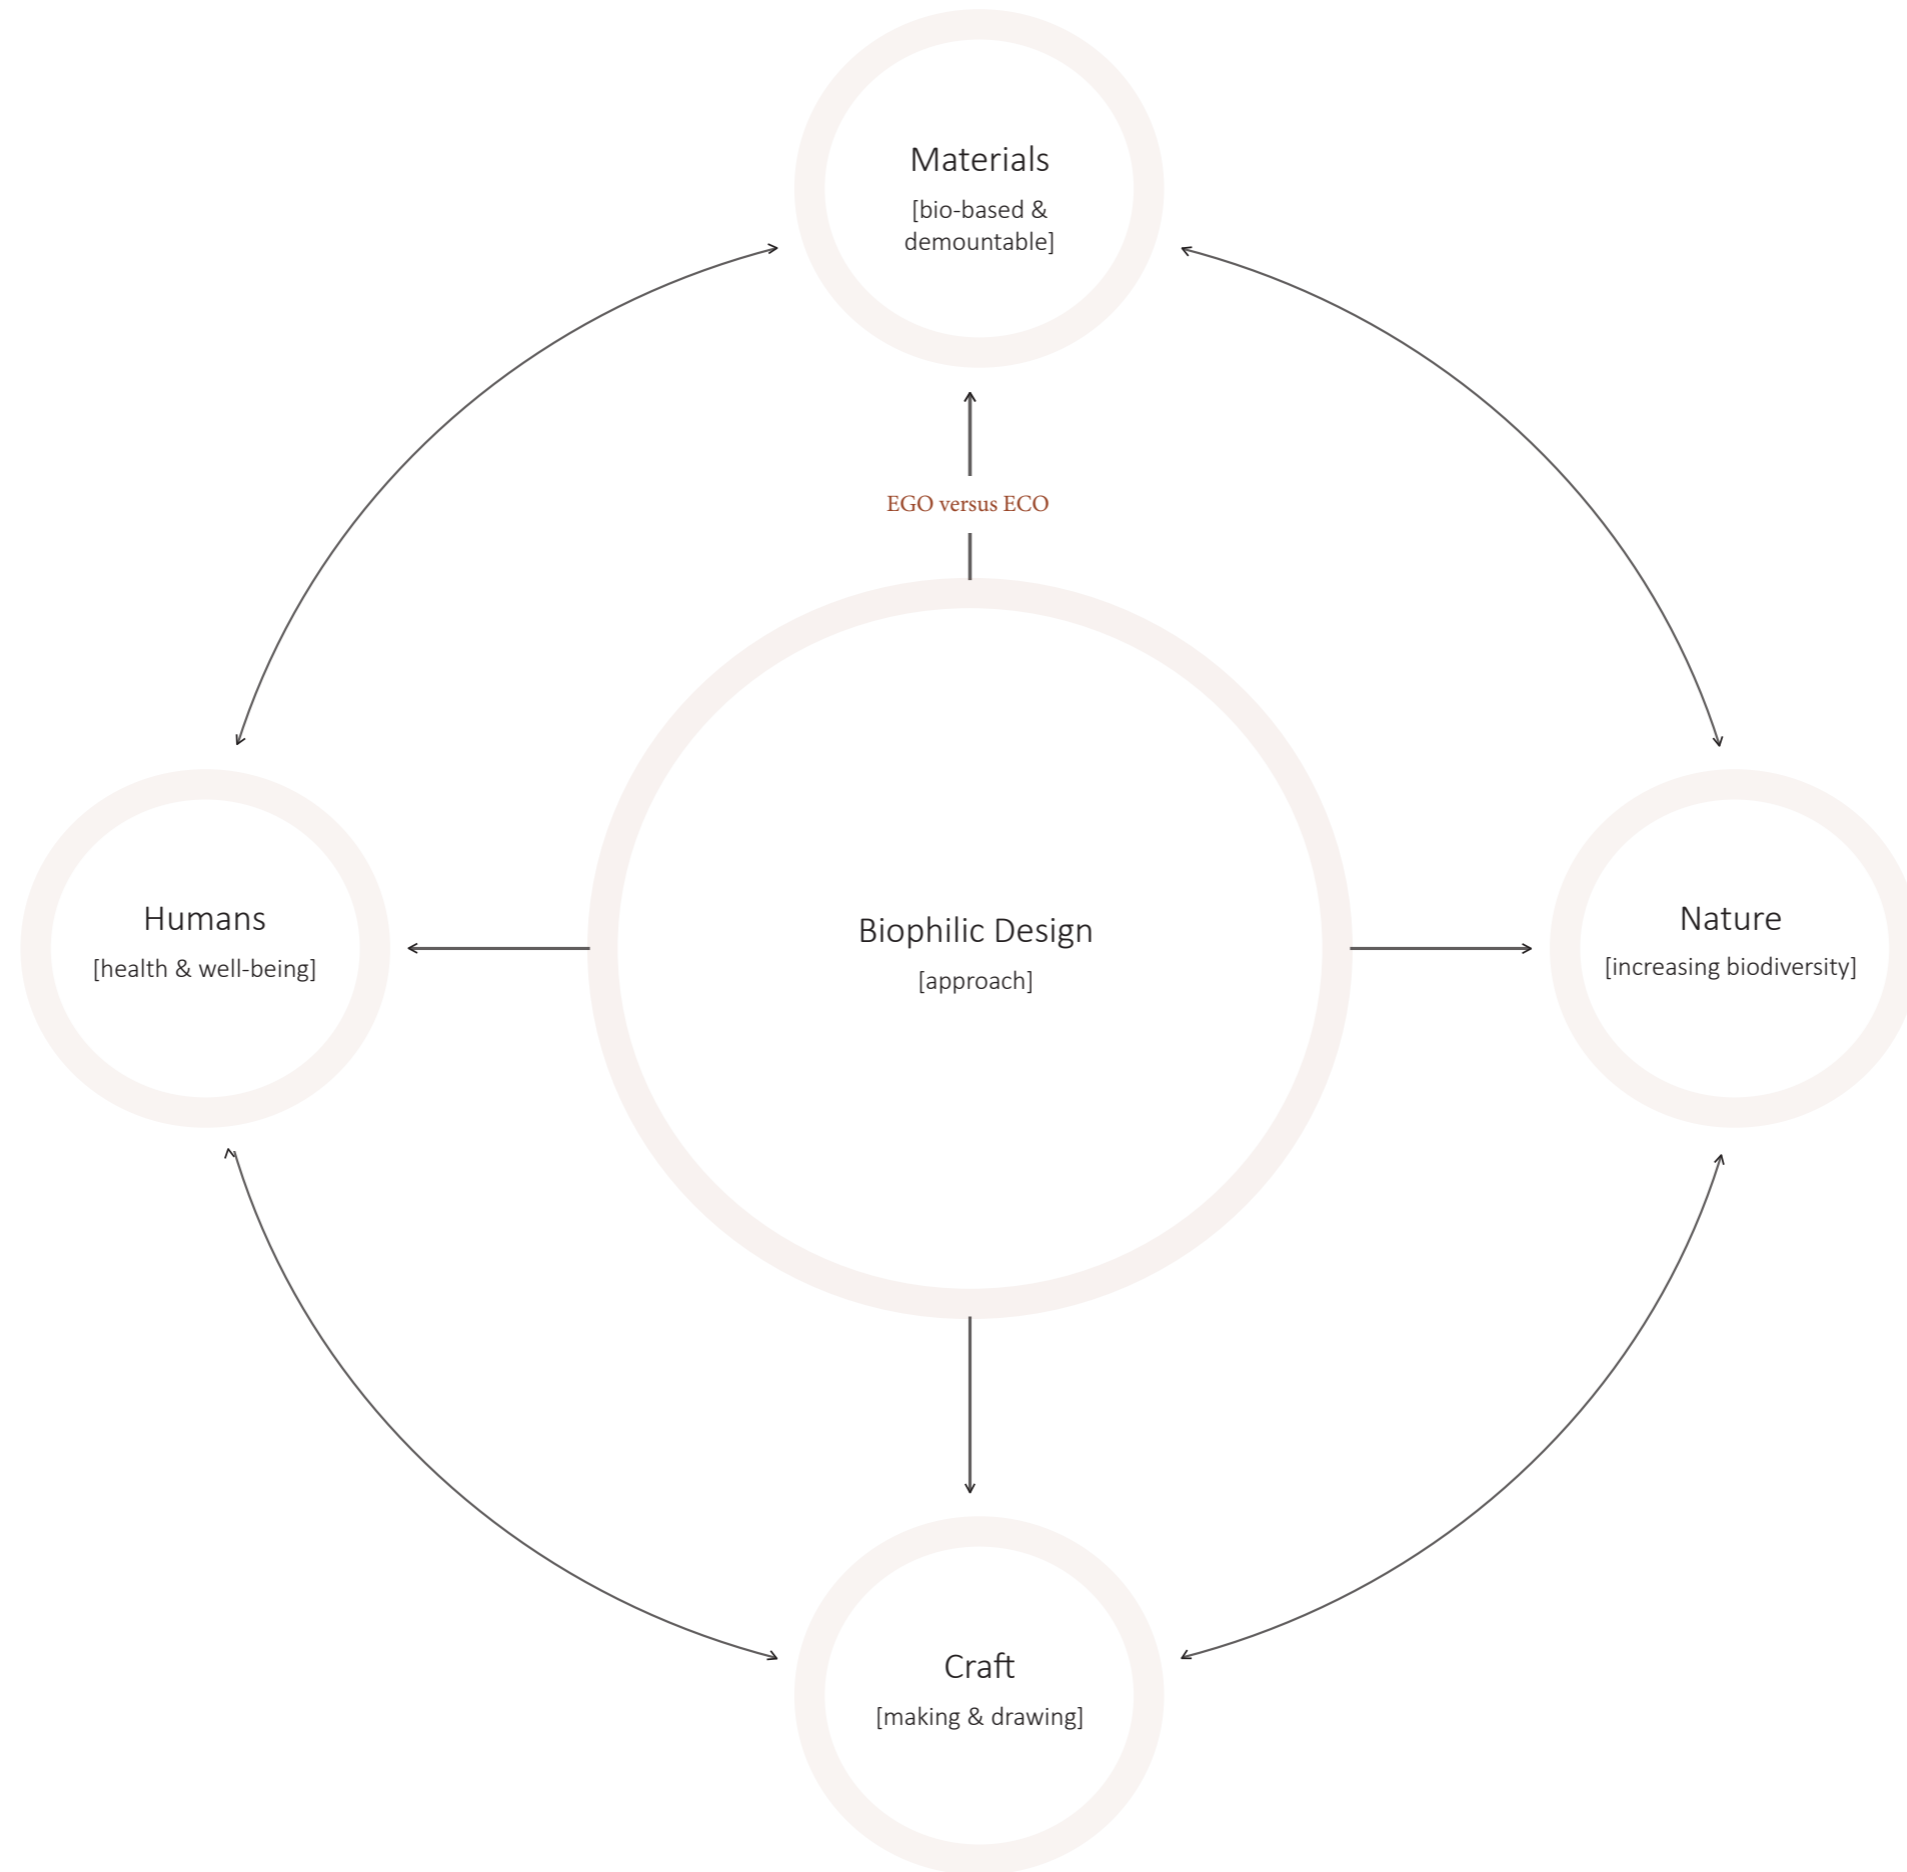 Materials
[bio-based &
demountable]
EGO versus ECO
Humans
[health & well-being]
Biophilic Design
[approach]
Nature
[increasing biodiversity]
Craft
[making & drawing]